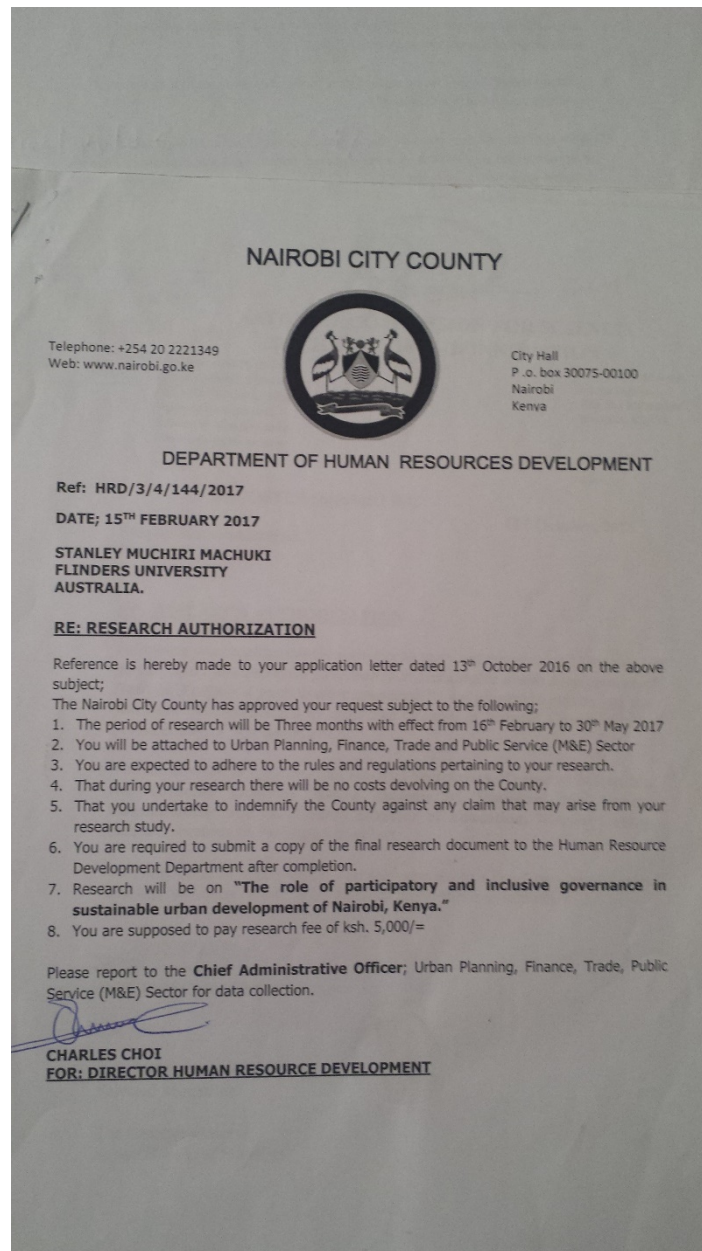 NAIROBI CITY COUNTY
Telephone: +254 20 2221349
Web: www.nairobi.go.ke
City Hall
P .o. box 30075-00100
Nairobi
Kenya
DEPARTMENT OF HUMAN RESOURCES DEVELOPMENT
Ref: HRD/3/4/144/2017
DATE; 15TH FEBRUARY 2017
STANLEY MUCHIRI MACHUKI
FLINDERS UNIVERSITY
AUSTRALIA.
RE: RESEARCH AUTHORIZATION
Reference is hereby made to your application letter dated 13th October 2016 on the above
subject;
The Nairobi City County has approved your request subject to the following;
1. The period of research will be Three months with effect from 16th February to 30th May 2017
2. You will be attached to Urban Planning, Finance, Trade and Public Service (M&E) Sector
3. You are expected to adhere to the rules and regulations pertaining to your research.
4. That during your research there will be no costs devolving on the County.
5. That you undertake to indemnify the County against any claim that may arise from your
research study.
6. You are required to submit a copy of the final research document to the Human Resource
Development Department after completion.
7. Research will be on "The role of participatory and inclusive governance in
sustainable urban development of Nairobi, Kenya."
8. You are supposed to pay research fee of ksh. 5,000/=
Please report to the Chief Administrative Officer; Urban Planning, Finance, Trade, Public
Service (M&E) Sector for data collection.
CHARLES CHOI
FOR: DIRECTOR HUMAN RESOURCE DEVELOPMENT